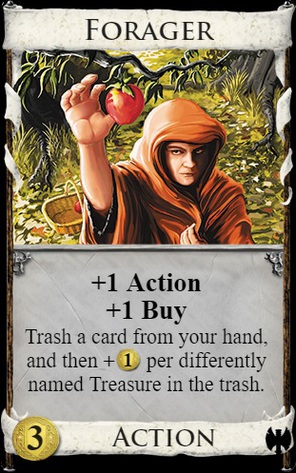 FORAGER
+1 Action
+1 Buy
Trash a card from your hand,
and then +1 per differently
named Treasure in the trash.
3 ACTION